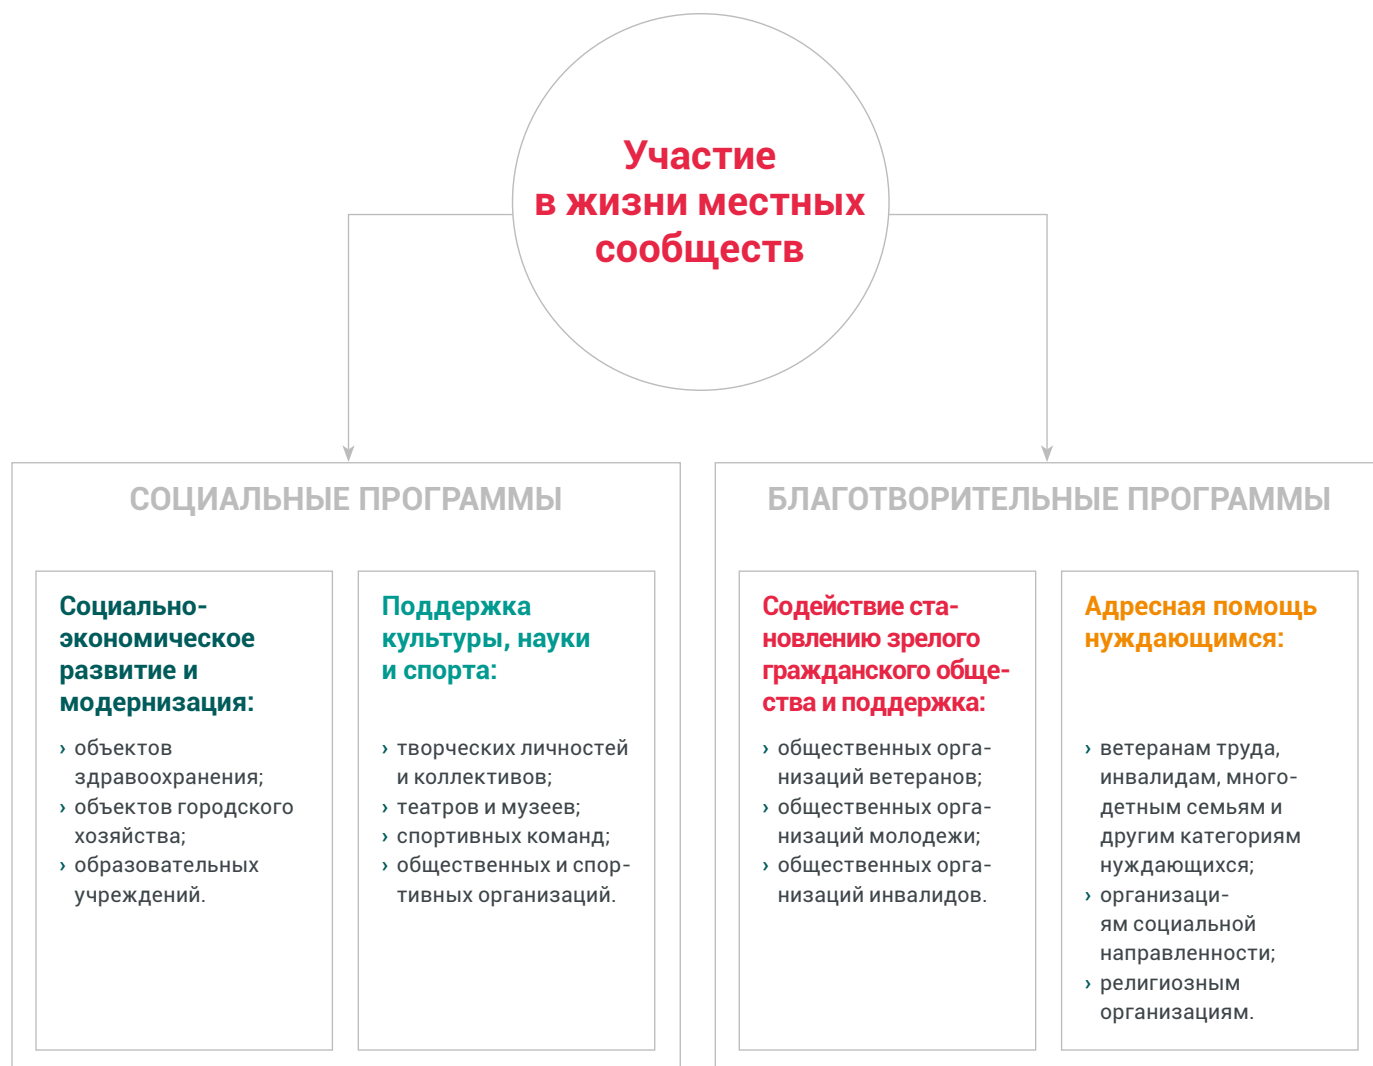 Участие
в жизни местных
сообществ
СОЦИАЛЬНЫЕ ПРОГРАММЫ
Социально-
экономическое
развитие и
модернизация:
› объектов
здравоохранения;
› объектов городского
хозяйства;
› образовательных
учреждений.
Поддержка
культуры, науки
и спорта:
› творческих личностей
и коллективов;
› театров и музеев;
› спортивных команд;
› общественных и спор-
тивных организаций.
БЛАГОТВОРИТЕЛЬНЫЕ ПРОГРАММЫ
Содействие ста-
новлению зрелого
гражданского обще-
ства и поддержка:
› общественных орга-
низаций ветеранов;
› общественных орга-
низаций молодежи;
› общественных орга-
низаций инвалидов.
Адресная помощь
нуждающимся:
› ветеранам труда,
инвалидам, много-
детным семьям и
другим категориям
нуждающихся;
› организаци-
ям социальной
направленности;
› религиозным
организациям.